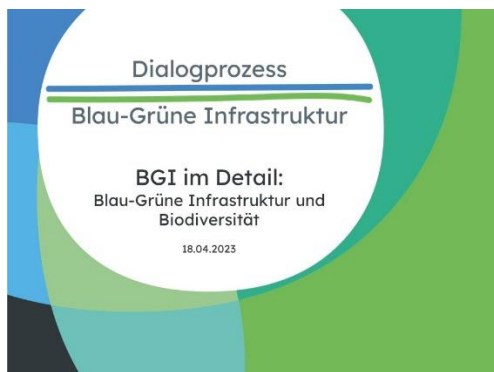 Dialogprozess
Blau-Grüne Infrastruktur
BGI im Detail:
Blau-Grüne Infrastruktur und
Biodiversität
18.04.2023